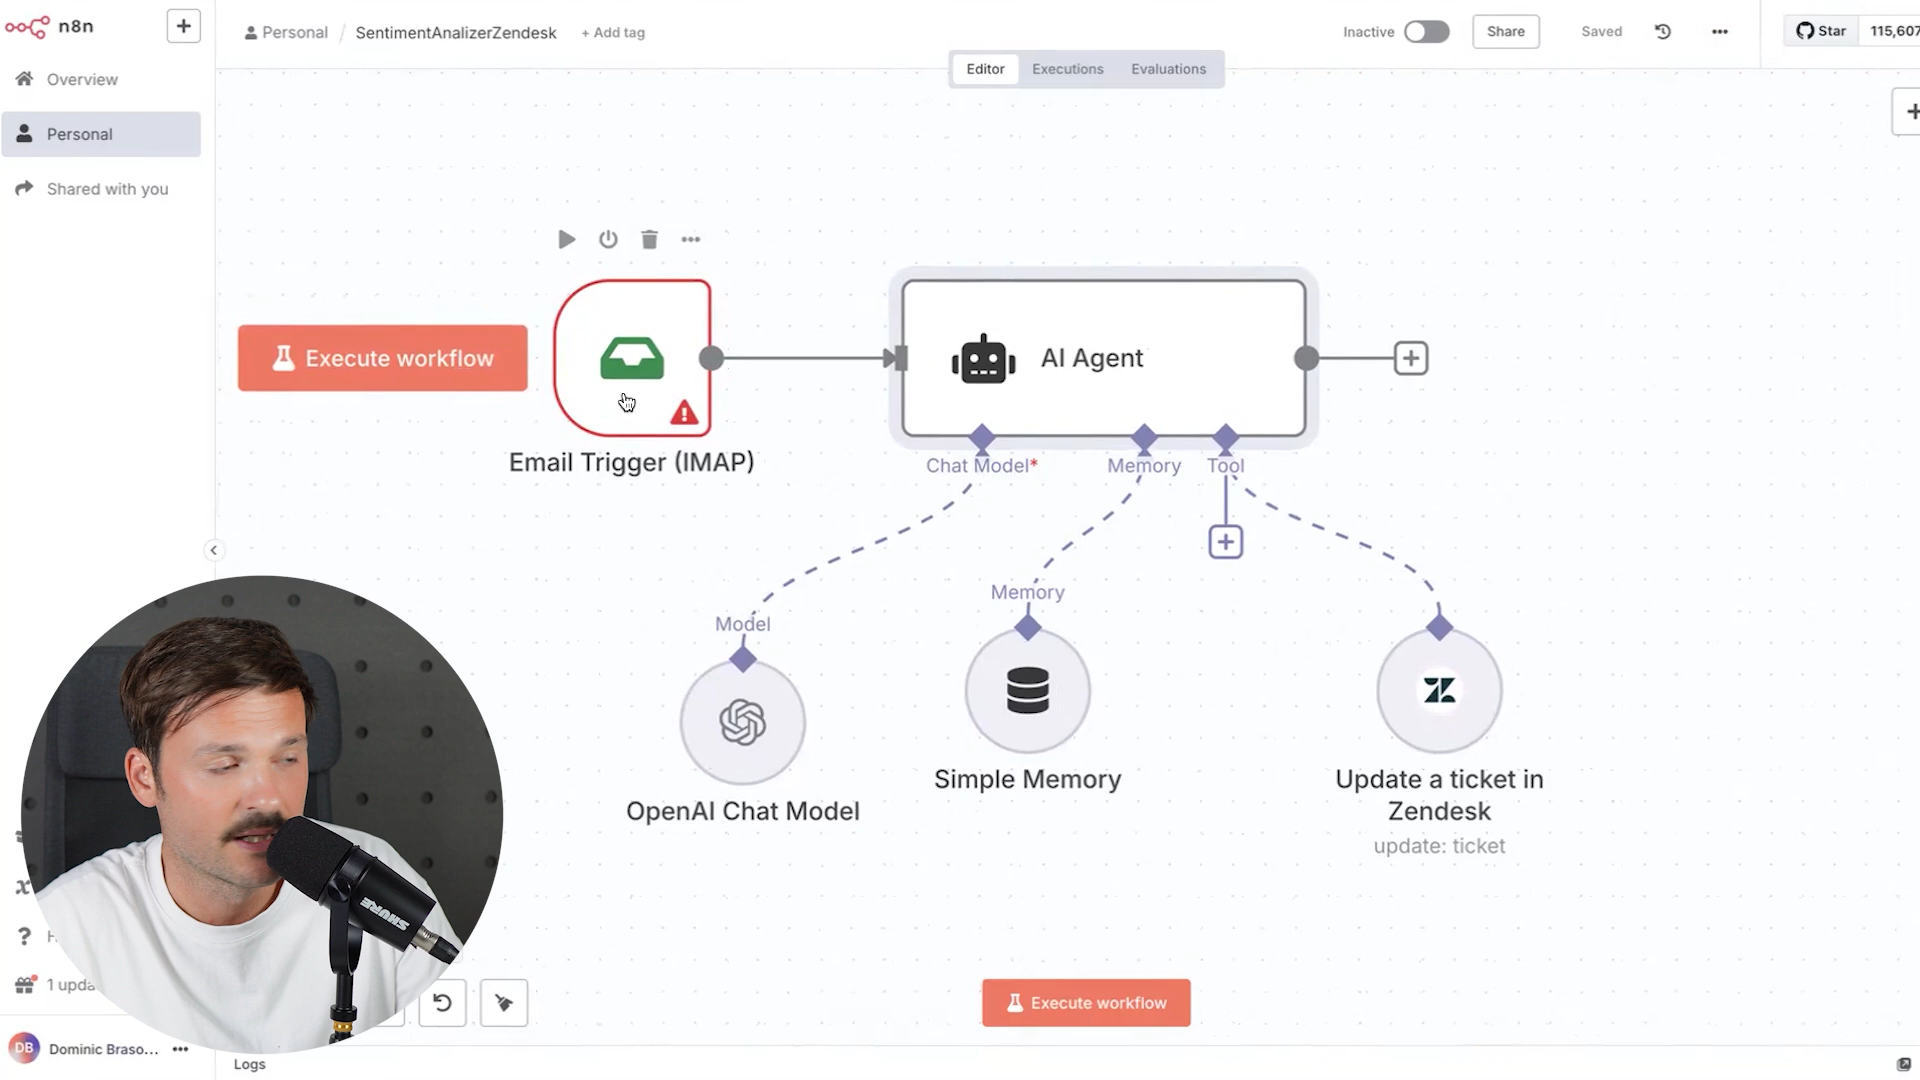 n8n
Personal / SentimentAnalizerZendesk + Add tag
Inactive
Share
Saved
Star
115,607
Editor
Executions
Evaluations
Overview
Personal
Shared with you
Execute workflow
AI Agent
Email Trigger (IMAP)
Chat Model*
Memory
Tool
Memory
Model
Simple Memory
OpenAI Chat Model
Update a ticket in
Zendesk
update: ticket
SHURE
1 upda
Execute workflow
DB
Dominic Braso...
Logs